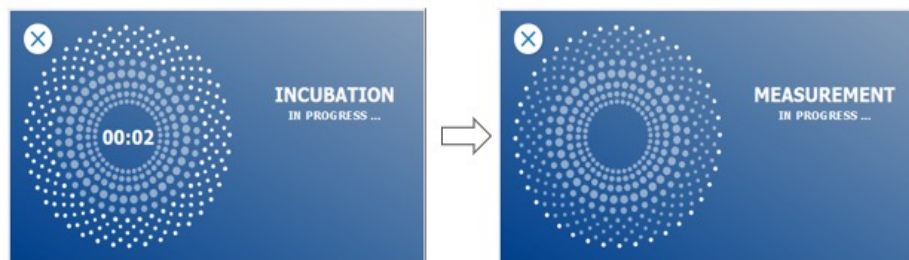 INCUBATION
IN PROGRESS ...
00:02
MEASUREMENT
IN PROGRESS ...